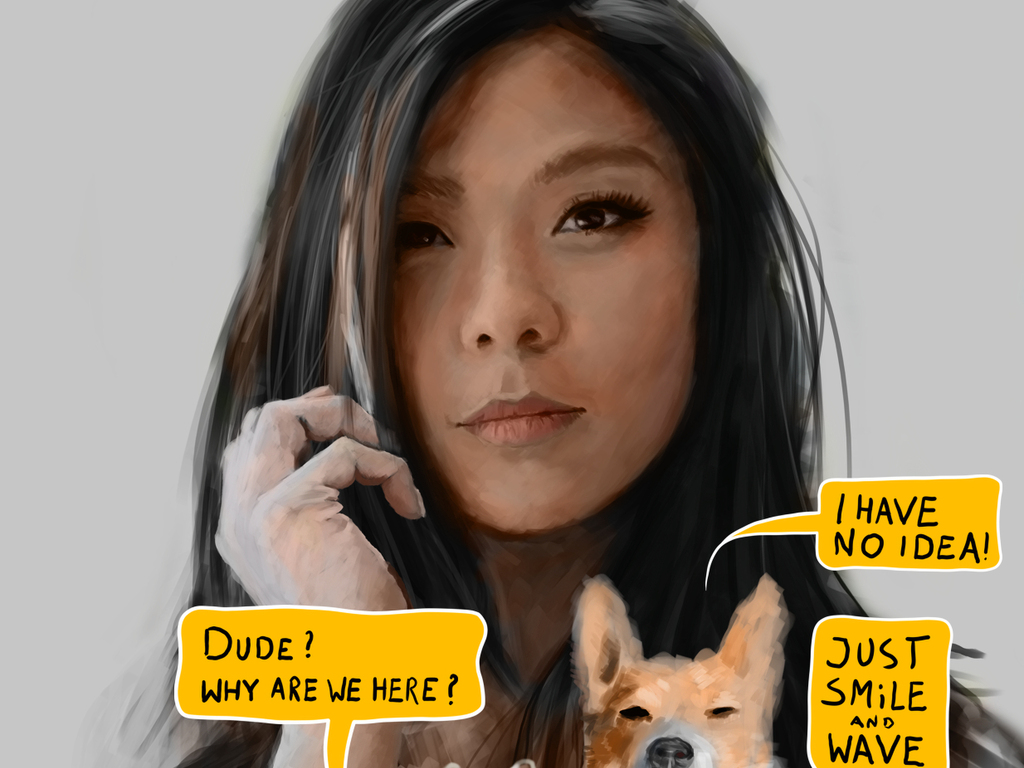 I HAVE
NO IDEA!
DUDE?
WHY ARE WE HERE?
JUST
SMiLE
AND
WAVE